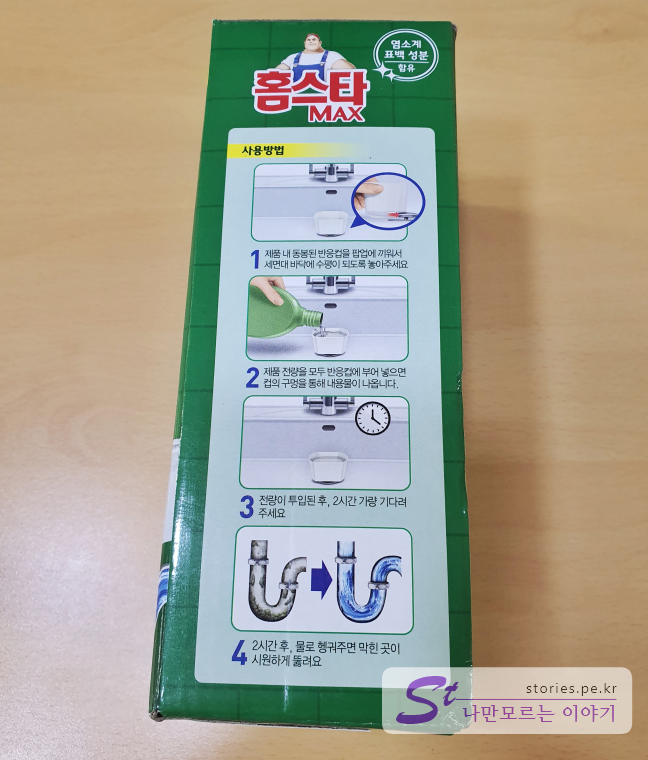 염소계
표백 성분
함유
홈스타
MAX
사용방법
1 제품 내 동봉된 반응컵을 팝업에 끼워서
세면대 바닥에 수평이 되도록 놓아주세요
2 제품 전량을 모두 반응컵에 부어 넣으면
컵의 구멍을 통해 내용물이 나옵니다.
3 전량이 투입된 후, 2시간 가량 기다려
주세요
4 2시간 후, 물로 헹궈주면 막힌 곳이
시원하게 뚫려요
St
stories.pe.kr
나만모르는 이야기